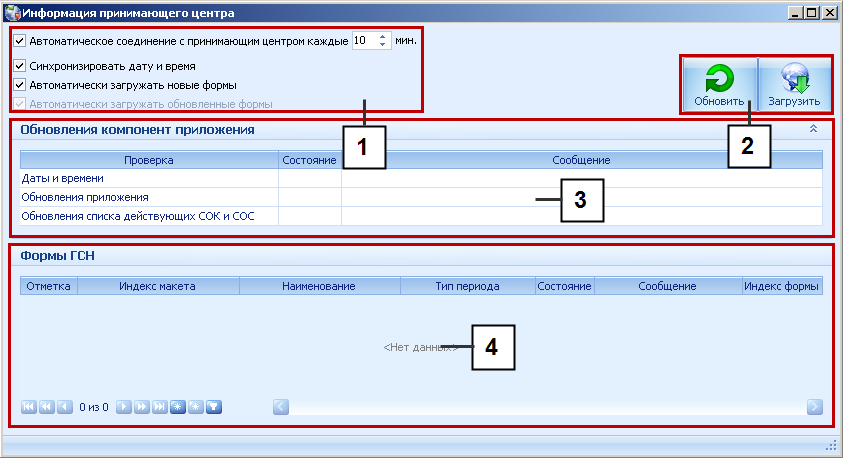 Информация принимающего центра
Автоматическое соединение с принимающим центром каждые 10 мин.
Синхронизировать дату и время
Автоматически загружать новые формы
Автоматически загружать обновленные формы
1
Обновить Загрузить
2
Обновления компонент приложения
Проверка Состояние Сообщение
Даты и времени
Обновления приложения
Обновления списка действующих СОК и СОС
3
Формы ГСН
Отметка Индекс макета Наименование Тип периода Состояние Сообщение Индекс формы
<Нет данных>
4
0 из 0